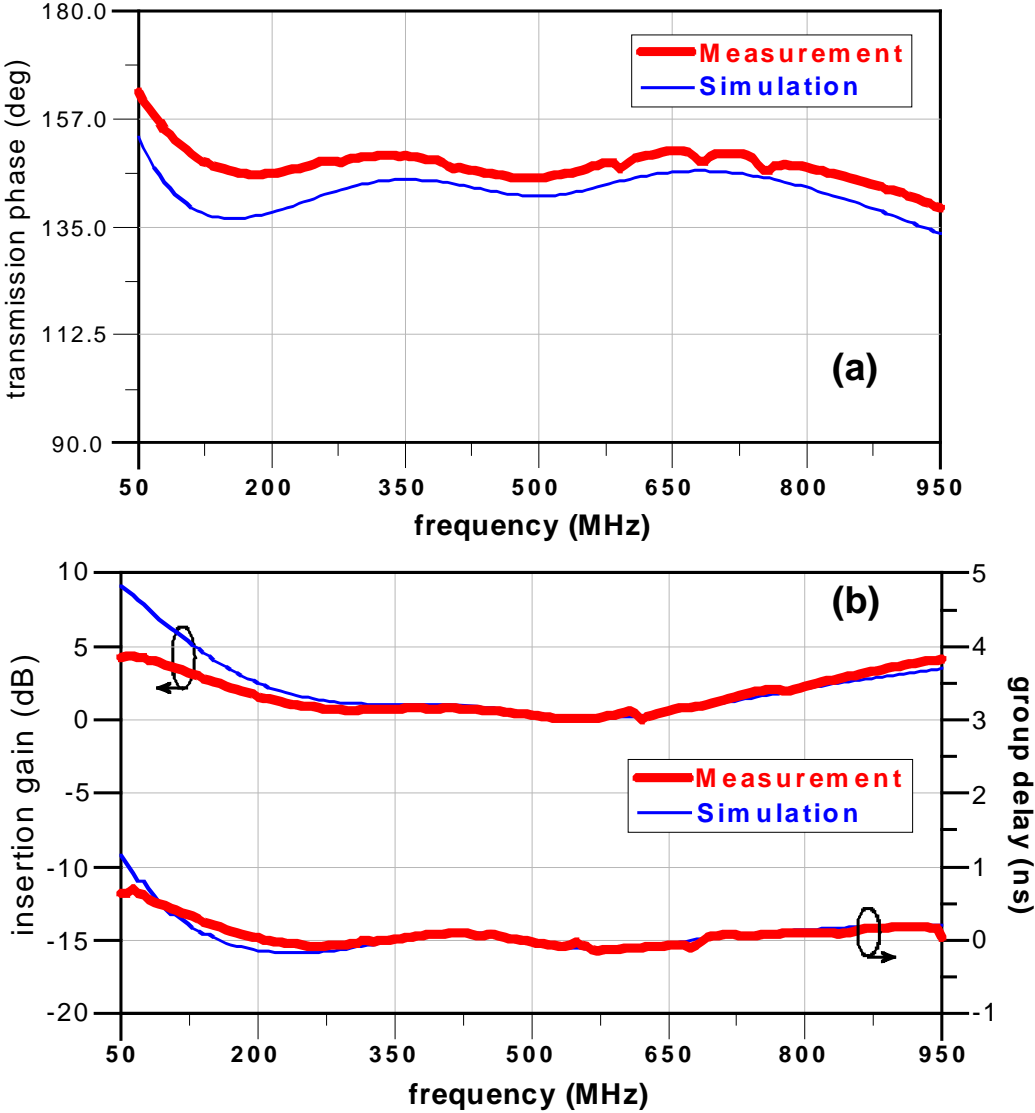 180.0
157.0
135.0
112.5
90.0
transmission phase (deg)
Measurement
Simulation
(a)
50 200 350 500 650 800 950
frequency (MHz)
10
5
0
-5
-10
-15
-20
insertion gain (dB)
(b)
Measurement
Simulation
5
4
3
2
1
0
-1
group delay (ns)
50 200 350 500 650 800 950
frequency (MHz)